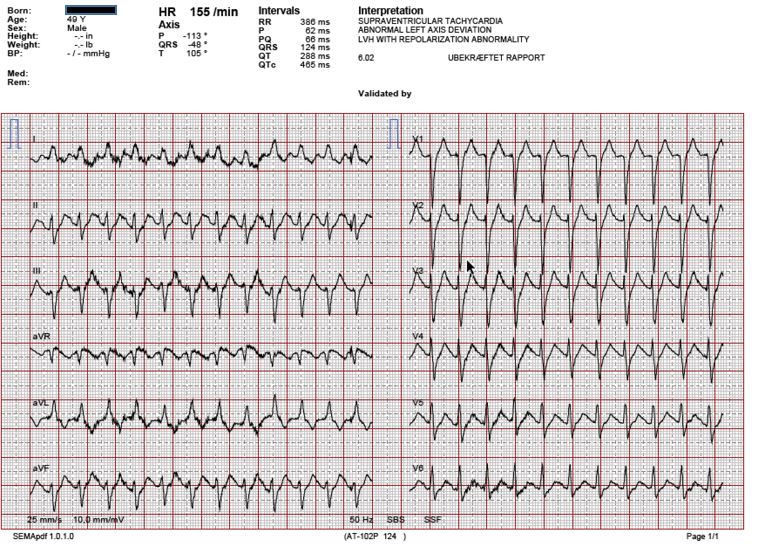 Born:
Age: 49 Y
Sex: Male
Height: -.- in
Weight: -.- lb
BP: - / - mmHg
Med:
Rem:
HR 155 /min
Axis
P -113 °
QRS -48 °
T 105 °
Intervals
RR 386 ms
P 62 ms
PQ 66 ms
QRS 124 ms
QT 288 ms
QTc 465 ms
Interpretation
SUPRAVENTRICULAR TACHYCARDIA
ABNORMAL LEFT AXIS DEVIATION
LVH WITH REPOLARIZATION ABNORMALITY
6.02 UBEKRÆFTET RAPPORT
Validated by
I V1
II V2
III V3
aVR V4
aVL V5
aVF V6
25 mm/s 10,0 mm/mV 50 Hz SBS SSF
SEMApdf 1.0.1.0 (AT-102P 124 ) Page 1/1